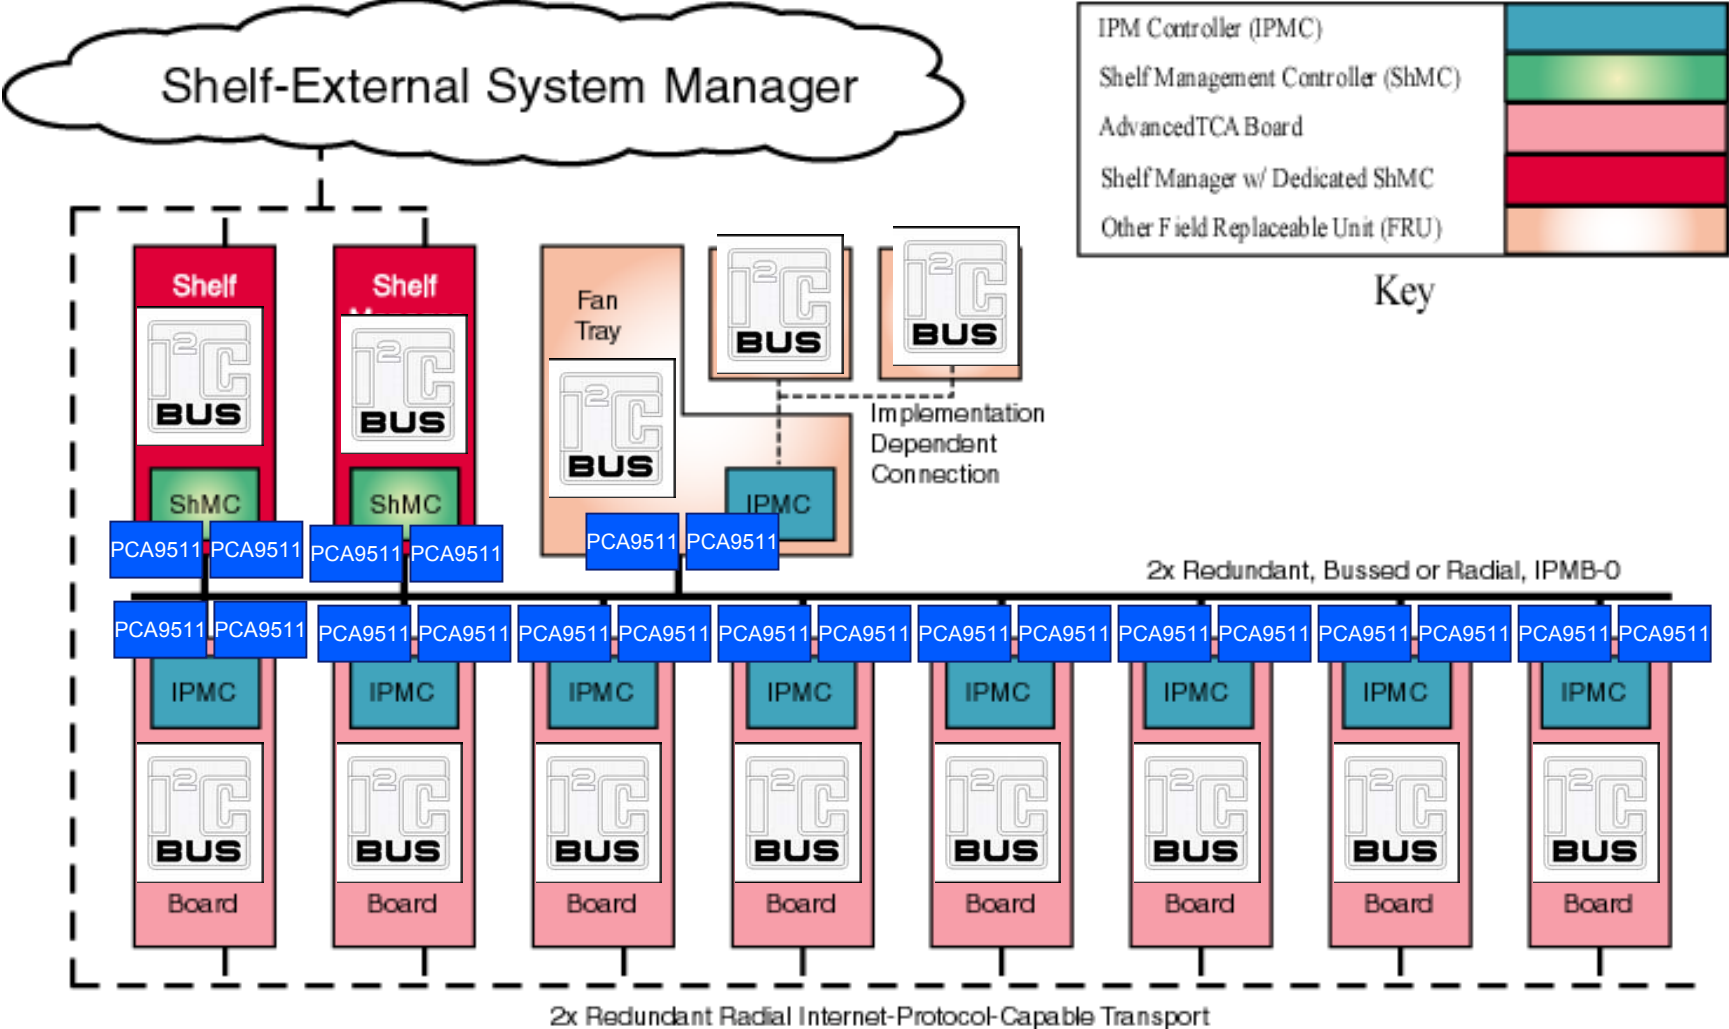 Shelf-External System Manager
IPM Controller (IPMC)
Shelf Management Controller (ShMC)
AdvancedTCA Board
Shelf Manager w/ Dedicated ShMC
Other Field Replaceable Unit (FRU)
Key
Shelf
I2C
BUS
ShMC
PCA9511 PCA9511
Shelf
I2C
BUS
ShMC
PCA9511 PCA9511
Fan
Tray
I2C
BUS
I2C
BUS
I2C
BUS
Implementation
Dependent
Connection
IPMC
PCA9511 PCA9511
2x Redundant, Bussed or Radial, IPMB-0
PCA9511 PCA9511 PCA9511 PCA9511 PCA9511 PCA9511 PCA9511 PCA9511 PCA9511 PCA9511 PCA9511 PCA9511 PCA9511 PCA9511 PCA9511 PCA9511
IPMC IPMC IPMC IPMC IPMC IPMC IPMC IPMC
I2C I2C I2C I2C I2C I2C I2C I2C
BUS BUS BUS BUS BUS BUS BUS BUS
Board Board Board Board Board Board Board Board
2x Redundant Radial Internet-Protocol-Capable Transport